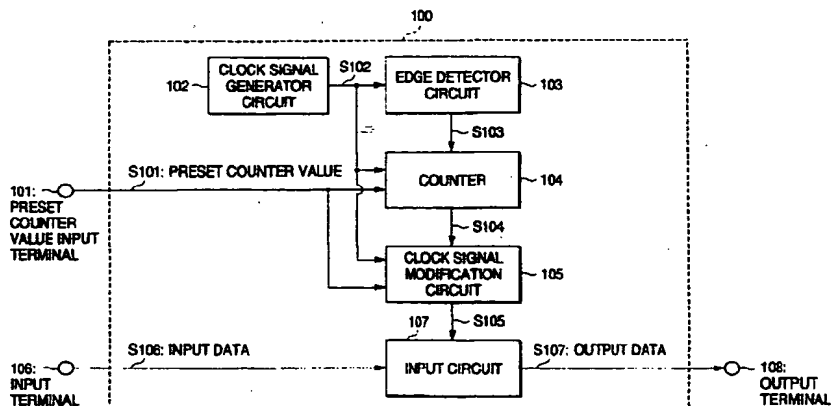 100
CLOCK SIGNAL
GENERATOR
CIRCUIT
102
S102
EDGE DETECTOR
CIRCUIT
103
S103
S101: PRESET COUNTER VALUE
COUNTER
104
101:
PRESET
COUNTER
VALUE INPUT
TERMINAL
S104
CLOCK SIGNAL
MODIFICATION
CIRCUIT
105
107
S105
S106: INPUT DATA
INPUT CIRCUIT
S107: OUTPUT DATA
106:
INPUT
TERMINAL
108:
OUTPUT
TERMINAL